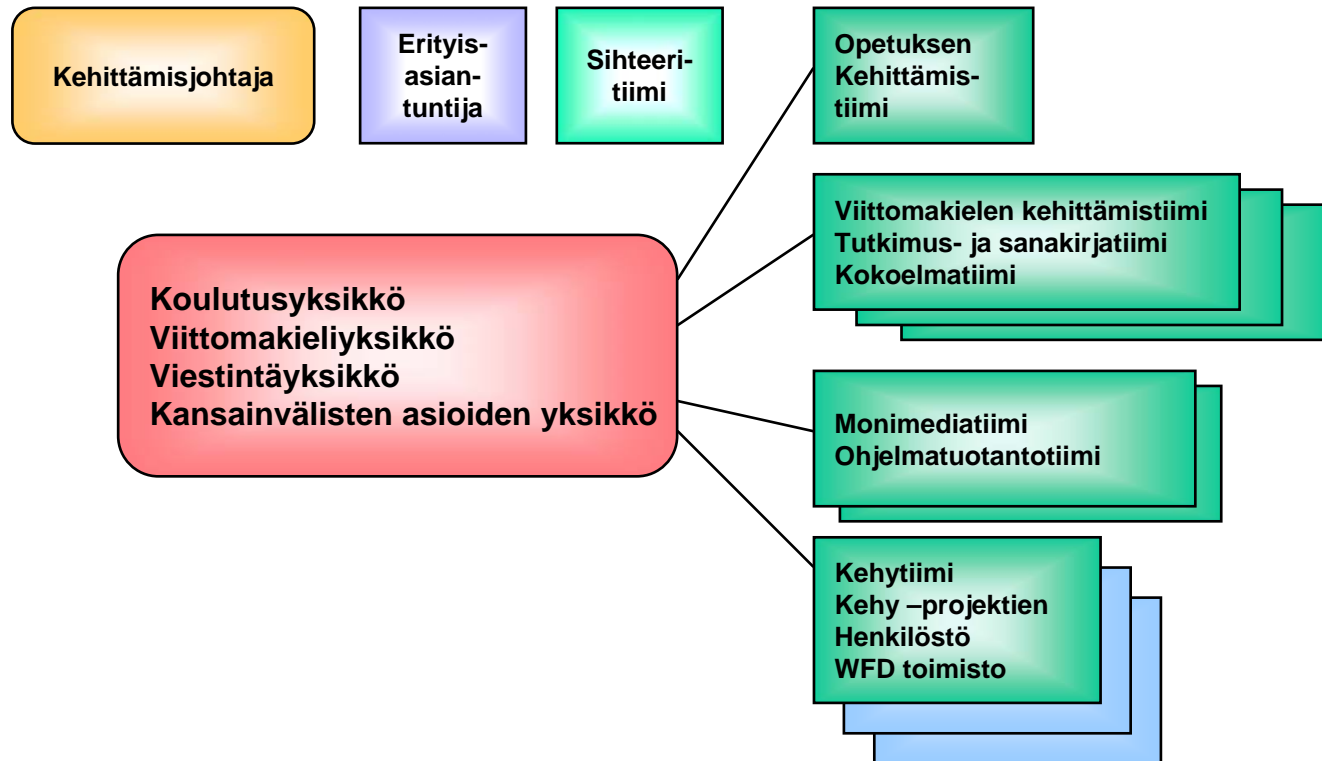 Kehittämisjohtaja
Erityis-
asian-
tuntija
Sihteeri-
tiimi
Opetuksen
Kehittämis-
tiimi
Koulutusyksikkö
Viittomakieliyksikkö
Viestintäyksikkö
Kansainvälisten asioiden yksikkö
Viittomakielen kehittämistiimi
Tutkimus- ja sanakirjatiimi
Kokoelmatiimi
Monimediatiimi
Ohjelmatuotantotiimi
Kehytiimi
Kehy –projektien
Henkilöstö
WFD toimisto